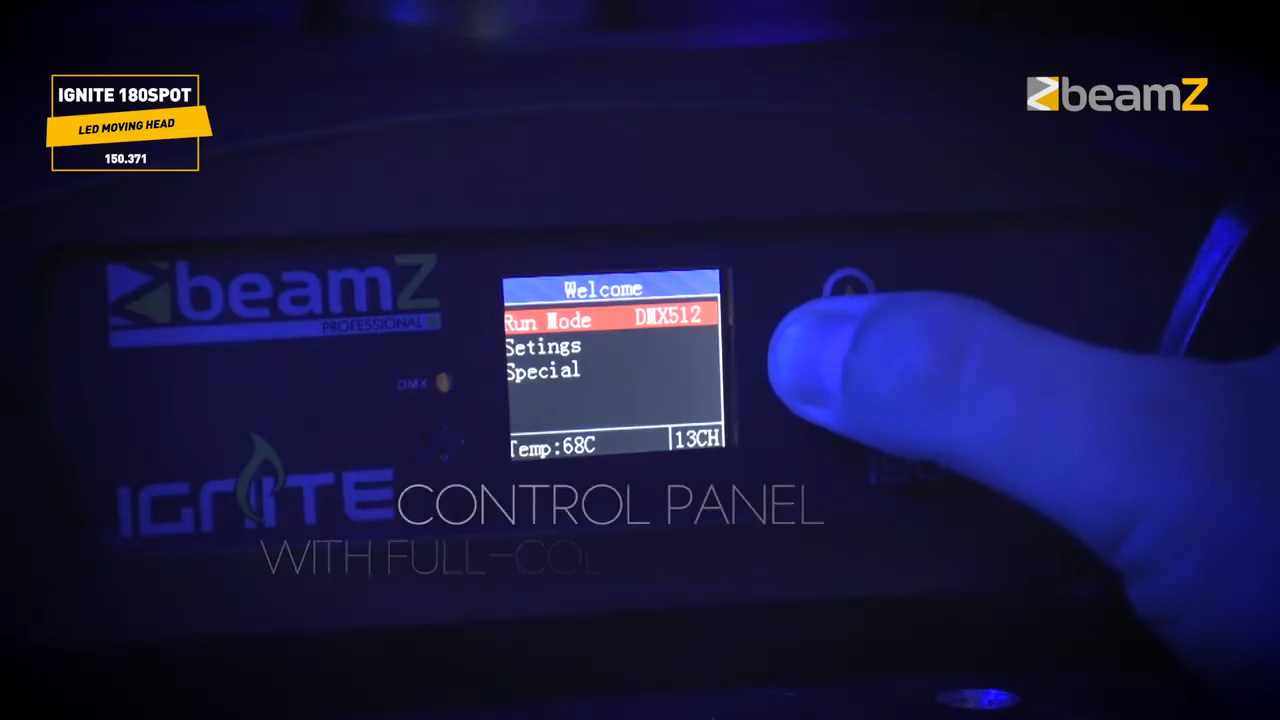 IGNITE 180SPOT
LED MOVING HEAD
150.371
beamZ
beamZ
PROFESSIONAL
Welcome
Run Mode DMX512
Setings
Special
Temp:68C 13CH
DMX
IGNITE
CONTROL PANEL
WITH FULL-CO